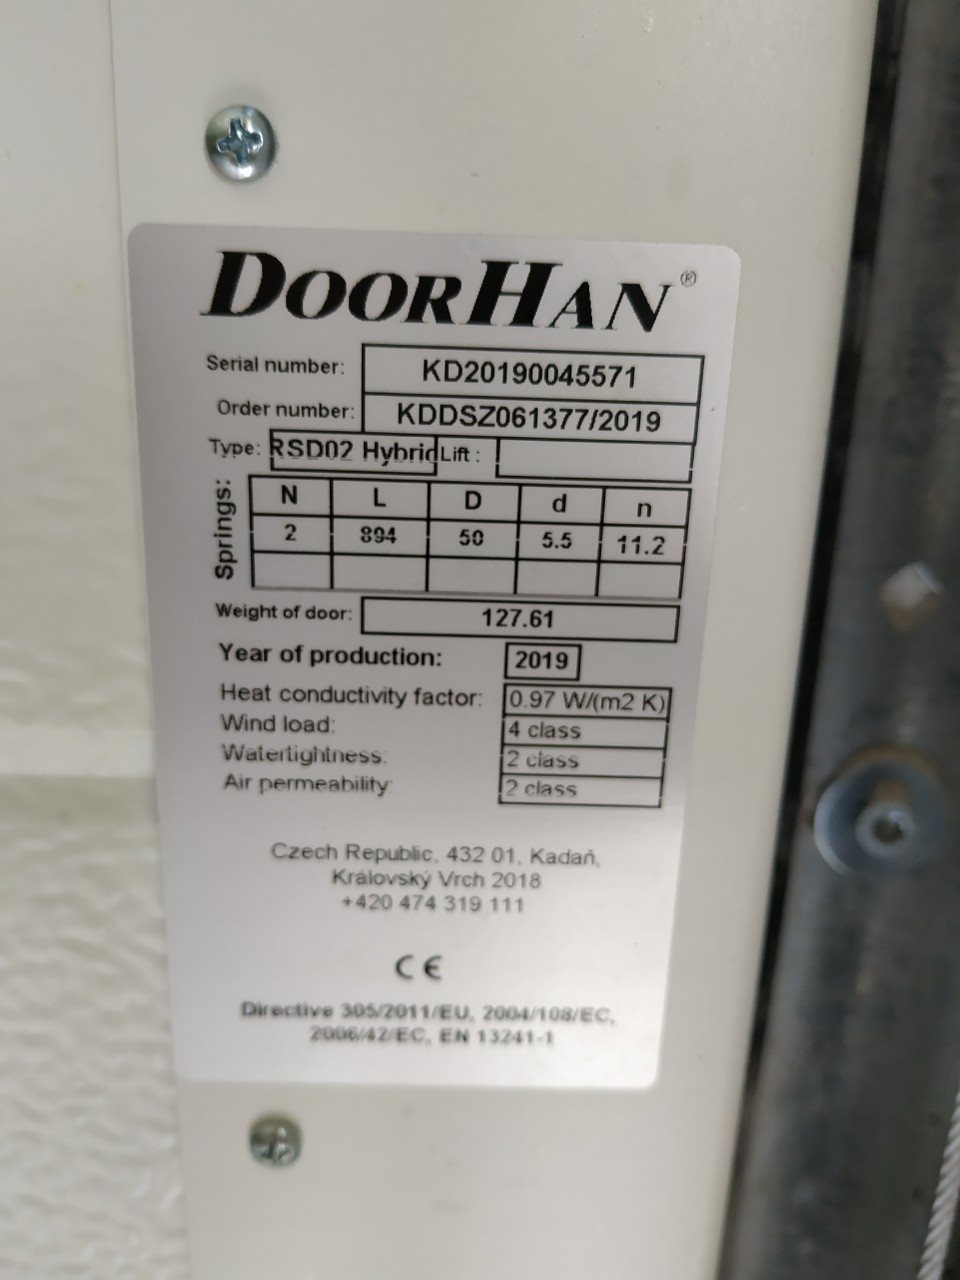 DOORHAN®
Serial number: KD20190045571
Order number: KDDSZ061377/2019
Type: RSD02 Hybrid Lift :
Springs:
N L D d n
2 894 50 5.5 11.2
Weight of door: 127.61
Year of production: 2019
Heat conductivity factor: 0.97 W/(m2 K)
Wind load: 4 class
Watertightness: 2 class
Air permeability: 2 class
Czech Republic, 432 01, Kadaň,
Královský Vrch 2018
+420 474 319 111
CE
Directive 305/2011/EU, 2004/108/EC,
2006/42/EC, EN 13241-1